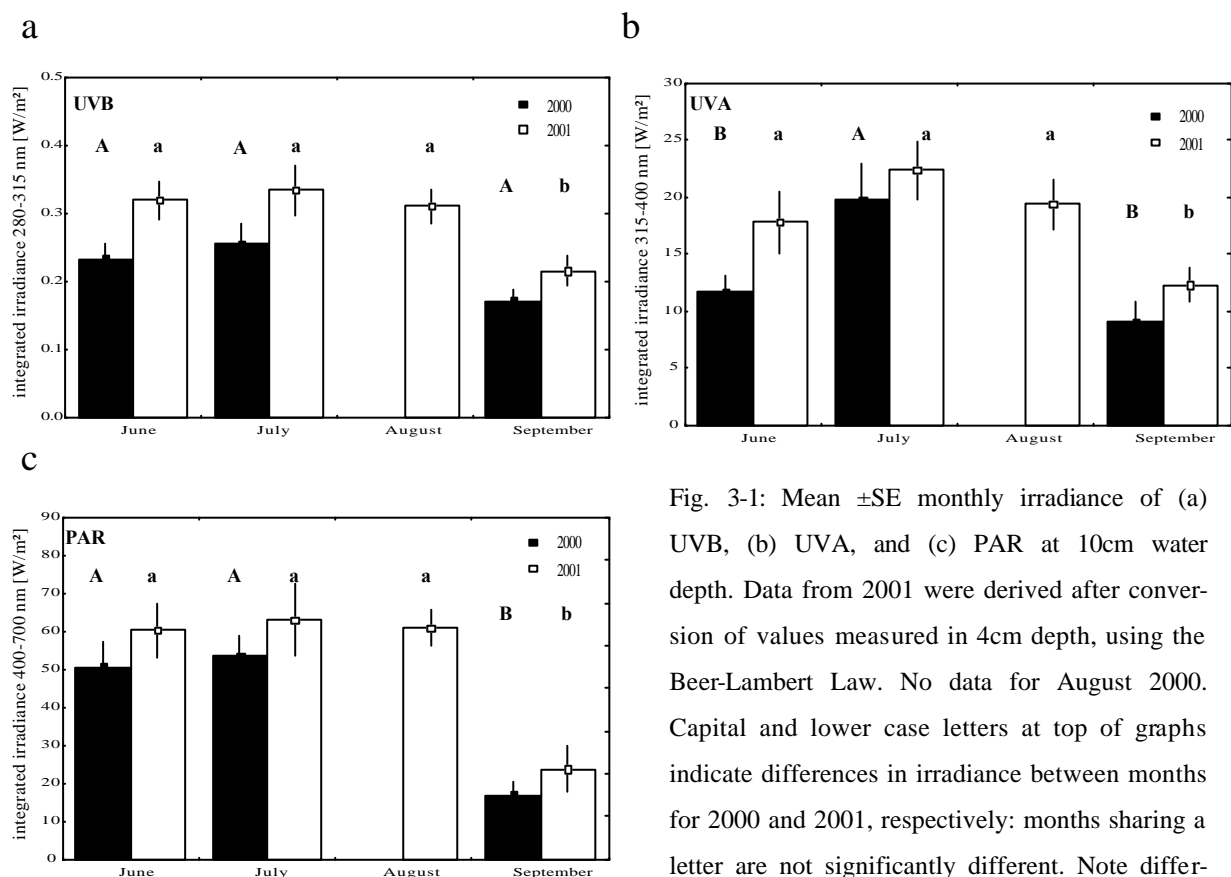 a
UVB
2000
2001
A a A a a A b
integrated irradiance 280-315 nm [W/m²]
0.5
0.4
0.3
0.2
0.1
0.0
June July August September
b
UVA
2000
2001
B a A a a B b
integrated irradiance 315-400 nm [W/m²]
30
25
20
15
10
5
0
June July August September
c
PAR
2000
2001
A a A a a B b
integrated irradiance 400-700 nm [W/m²]
90
80
70
60
50
40
30
20
10
0
June July August September
Fig. 3-1: Mean ±SE monthly irradiance of (a)
UVB, (b) UVA, and (c) PAR at 10cm water
depth. Data from 2001 were derived after conver-
sion of values measured in 4cm depth, using the
Beer-Lambert Law. No data for August 2000.
Capital and lower case letters at top of graphs
indicate differences in irradiance between months
for 2000 and 2001, respectively: months sharing a
letter are not significantly different. Note differ-